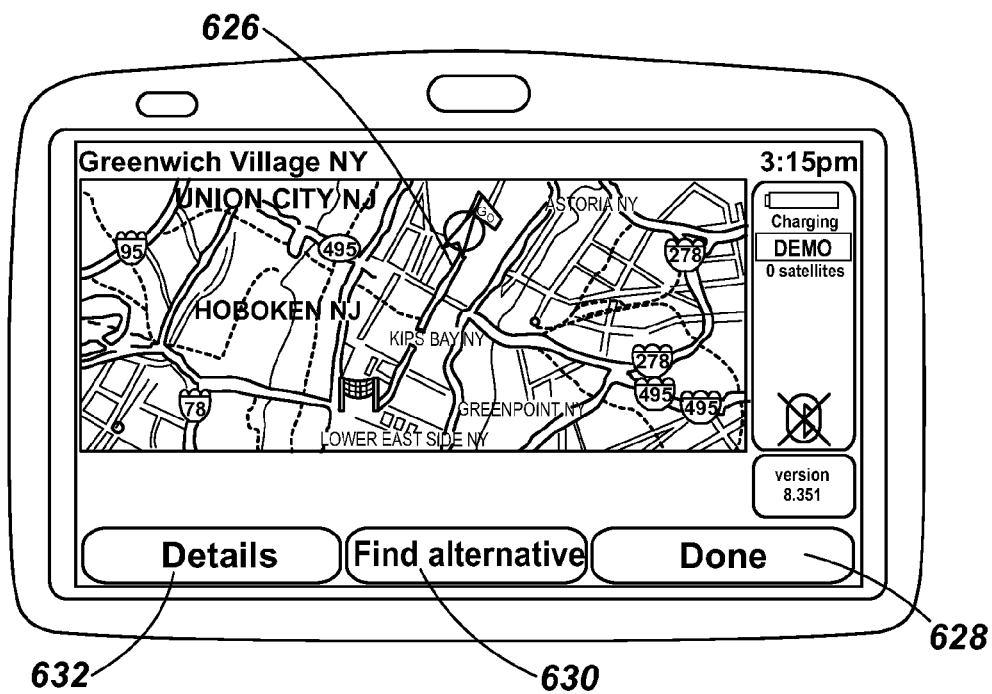 626
Greenwich Village NY
3:15pm
UNION CITY NJ
GO
ASTORIA NY
Charging
DEMO
0 satellites
95
495
278
HOBOKEN NJ
KIPS BAY NY
278
78
495
495
GREENPOINT NY
LOWER EAST SIDE NY
version
8.351
Details
Find alternative
Done
628
632
630